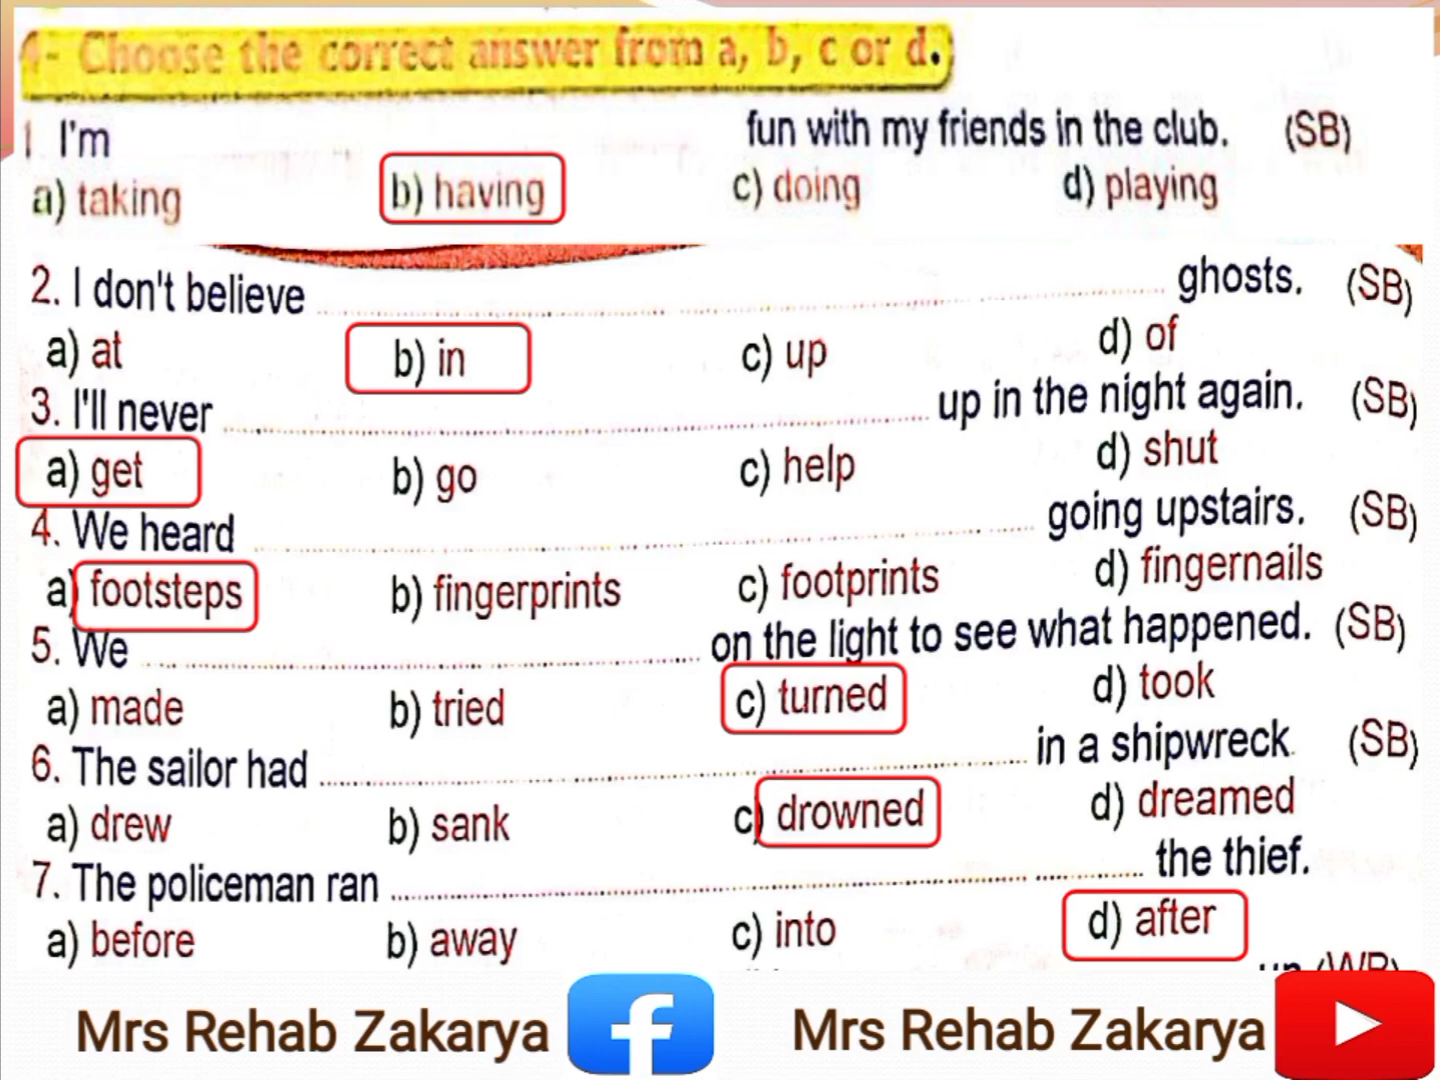 4- Choose the correct answer from a, b, c or d.
1 I'm fun with my friends in the club. (SB)
a) taking b) having c) doing d) playing
2. I don't believe ghosts. (SB)
a) at b) in c) up d) of
3. I'll never up in the night again. (SB)
a) get b) go c) help d) shut
4. We heard going upstairs. (SB)
a) footsteps b) fingerprints c) footprints d) fingernails
5. We on the light to see what happened. (SB)
a) made b) tried c) turned d) took
6. The sailor had in a shipwreck. (SB)
a) drew b) sank c) drowned d) dreamed
7. The policeman ran the thief.
a) before b) away c) into d) after
Mrs Rehab Zakarya f Mrs Rehab Zakarya